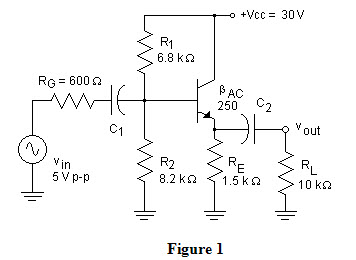 +Vcc = 30V
R1
6.8 kΩ
RG = 600 Ω
βAC
250
C2
C1
Vout
Vin
5 V p-p
R2
8.2 kΩ
RE
1.5 kΩ
RL
10 kΩ
Figure 1